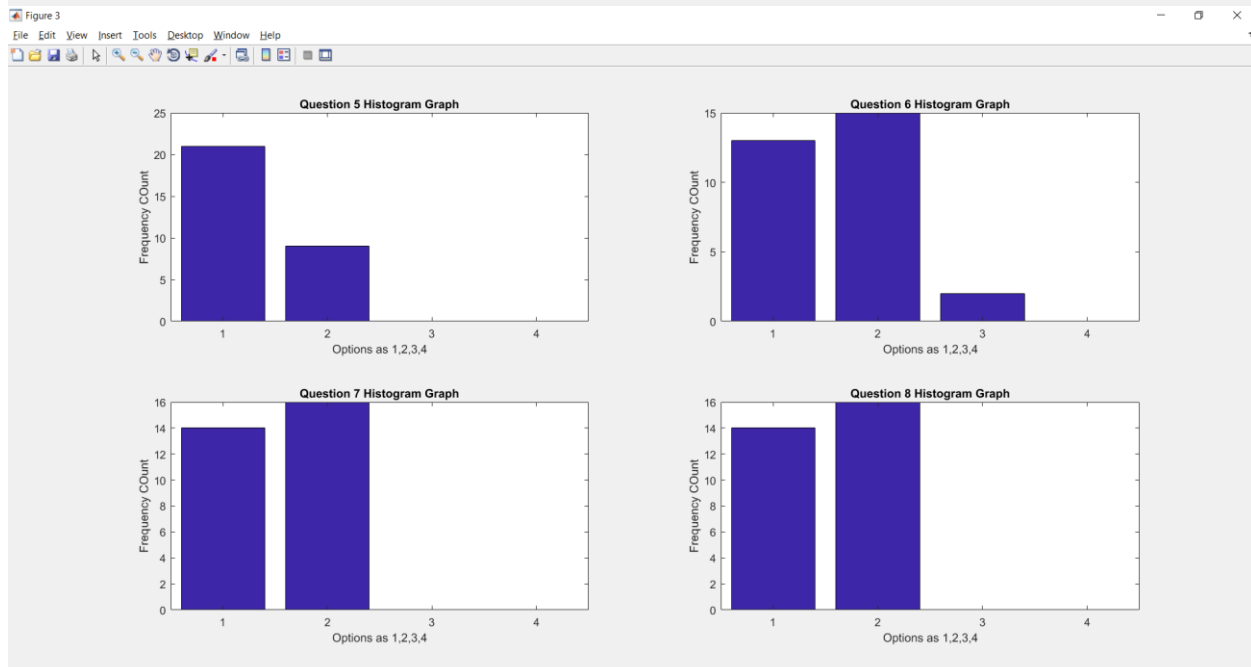 Figure 3
File Edit View Insert Tools Desktop Window Help
Question 5 Histogram Graph
25
20
15
10
5
0
Frequency COunt
1 2 3 4
Options as 1,2,3,4
Question 6 Histogram Graph
15
10
5
0
Frequency COunt
1 2 3 4
Options as 1,2,3,4
Question 7 Histogram Graph
16
14
12
10
8
6
4
2
0
Frequency COunt
1 2 3 4
Options as 1,2,3,4
Question 8 Histogram Graph
16
14
12
10
8
6
4
2
0
Frequency COunt
1 2 3 4
Options as 1,2,3,4